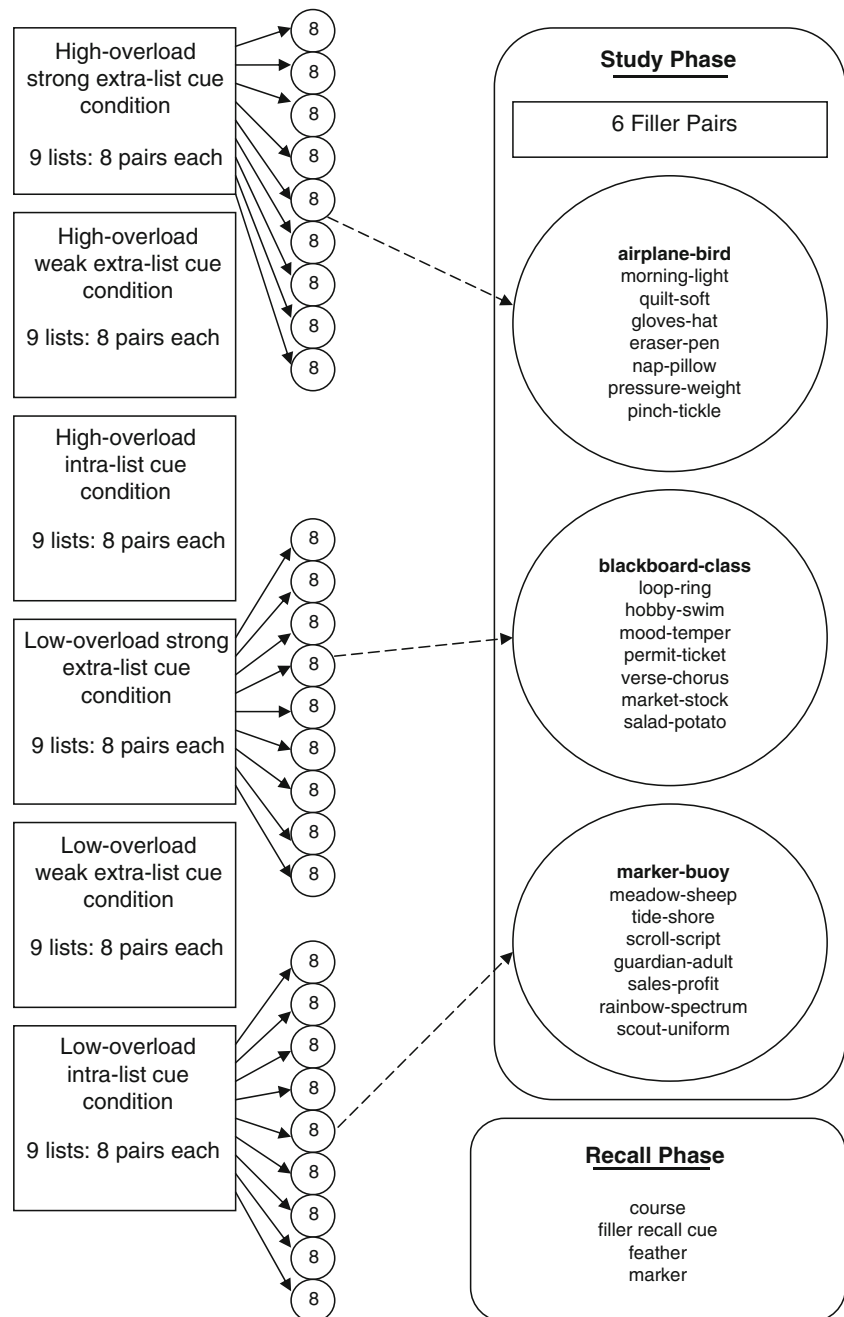 High-overload
strong extra-list cue
condition
9 lists: 8 pairs each
8
8
8
8
8
8
8
8
8
High-overload
weak extra-list cue
condition
9 lists: 8 pairs each
High-overload
intra-list cue
condition
9 lists: 8 pairs each
Low-overload strong
extra-list cue
condition
9 lists: 8 pairs each
8
8
8
8
8
8
8
8
8
Low-overload
weak extra-list cue
condition
9 lists: 8 pairs each
Low-overload
intra-list cue
condition
9 lists: 8 pairs each
8
8
8
8
8
8
8
8
8
Study Phase
6 Filler Pairs
airplane-bird
morning-light
quilt-soft
gloves-hat
eraser-pen
nap-pillow
pressure-weight
pinch-tickle
blackboard-class
loop-ring
hobby-swim
mood-temper
permit-ticket
verse-chorus
market-stock
salad-potato
marker-buoy
meadow-sheep
tide-shore
scroll-script
guardian-adult
sales-profit
rainbow-spectrum
scout-uniform
Recall Phase
course
filler recall cue
feather
marker